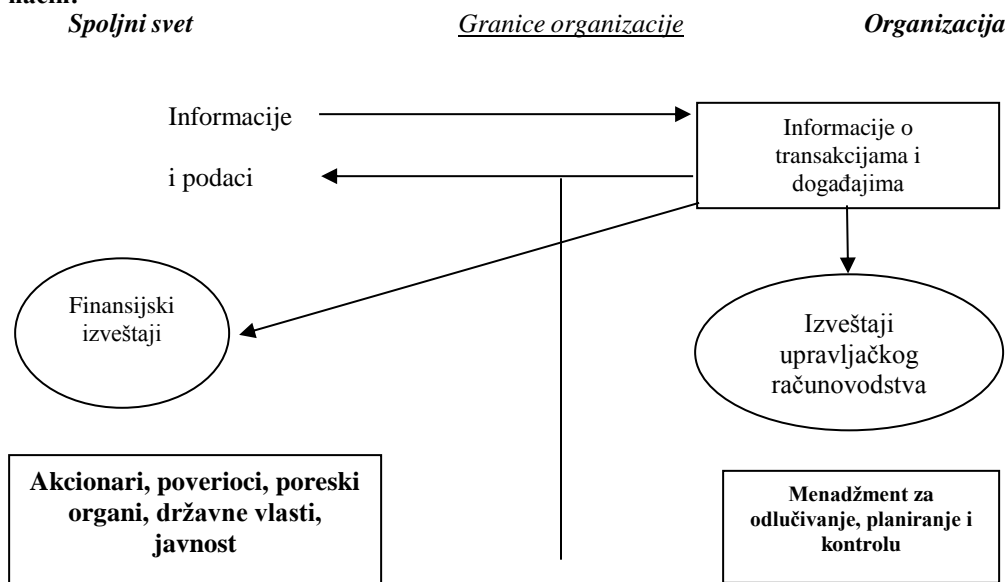 Spoljni svet Granice organizacije Organizacija
Informacije
i podaci
Informacije o
transakcijama i
događajima
Finansijski
izveštaji
Izveštaji
upravljačkog
računovodstva
Akcionari, poverioci, poreski
organi, državne vlasti,
javnost
Menadžment za
odlučivanje, planiranje i
kontrolu